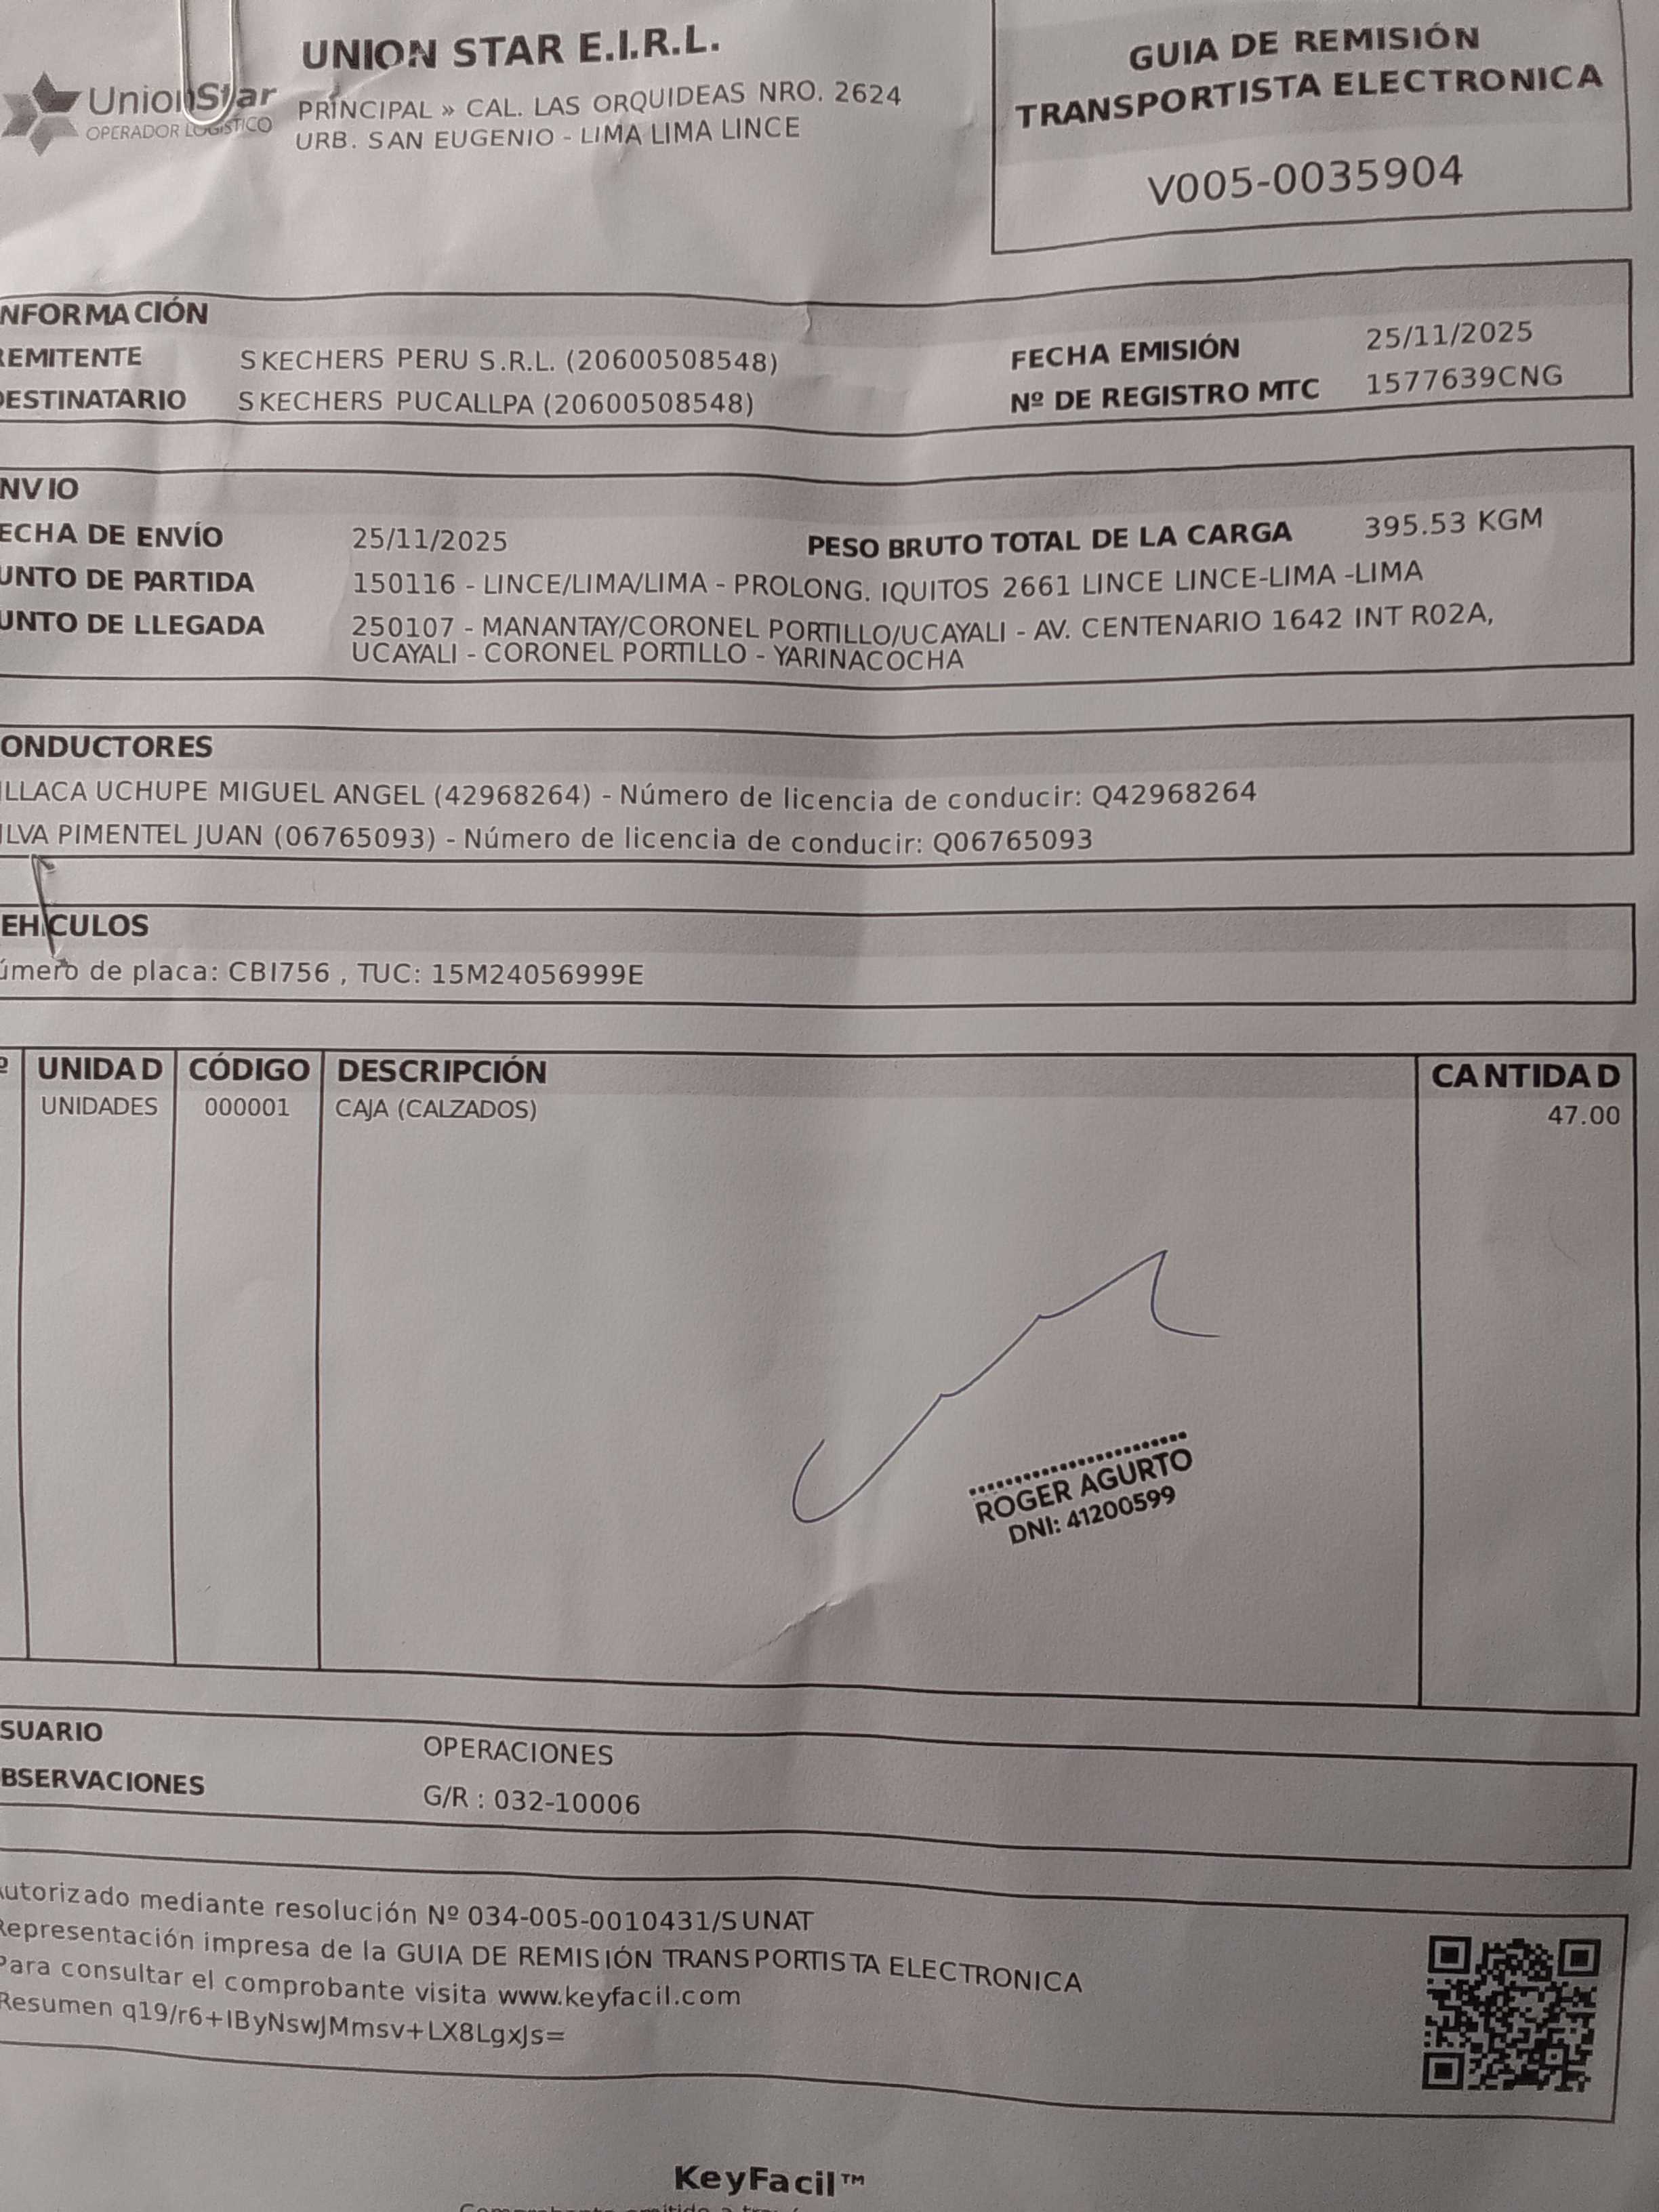 UNION STAR E.I.R.L.
UnionStar
OPERADOR LOGISTICO
PRINCIPAL » CAL. LAS ORQUIDEAS NRO. 2624
URB. SAN EUGENIO - LIMA LIMA LINCE
GUIA DE REMISIÓN
TRANSPORTISTA ELECTRONICA
V005-0035904
NFORMACIÓN
REMITENTE SKECHERS PERU S.R.L. (20600508548) FECHA EMISIÓN 25/11/2025
DESTINATARIO SKECHERS PUCALLPA (20600508548) Nº DE REGISTRO MTC 1577639CNG
NVIO
ECHA DE ENVÍO 25/11/2025 PESO BRUTO TOTAL DE LA CARGA 395.53 KGM
UNTO DE PARTIDA 150116 - LINCE/LIMA/LIMA - PROLONG. IQUITOS 2661 LINCE LINCE-LIMA -LIMA
UNTO DE LLEGADA 250107 - MANANTAY/CORONEL PORTILLO/UCAYALI - AV. CENTENARIO 1642 INT R02A,
UCAYALI - CORONEL PORTILLO - YARINACOCHA
ONDUCTORES
ILLACA UCHUPE MIGUEL ANGEL (42968264) - Número de licencia de conducir: Q42968264
ILVA PIMENTEL JUAN (06765093) - Número de licencia de conducir: Q06765093
EHICULOS
úmero de placa: CBI756 , TUC: 15M24056999E
º UNIDAD CÓDIGO DESCRIPCIÓN CANTIDAD
UNIDADES 000001 CAJA (CALZADOS) 47.00
ROGER AGURTO
DNI: 41200599
SUARIO OPERACIONES
BSERVACIONES G/R : 032-10006
Autorizado mediante resolución Nº 034-005-0010431/SUNAT
Representación impresa de la GUIA DE REMISIÓN TRANSPORTISTA ELECTRONICA
Para consultar el comprobante visita www.keyfacil.com
Resumen q19/r6+IByNswJMmsv+LX8LgxJs=
KeyFacil™